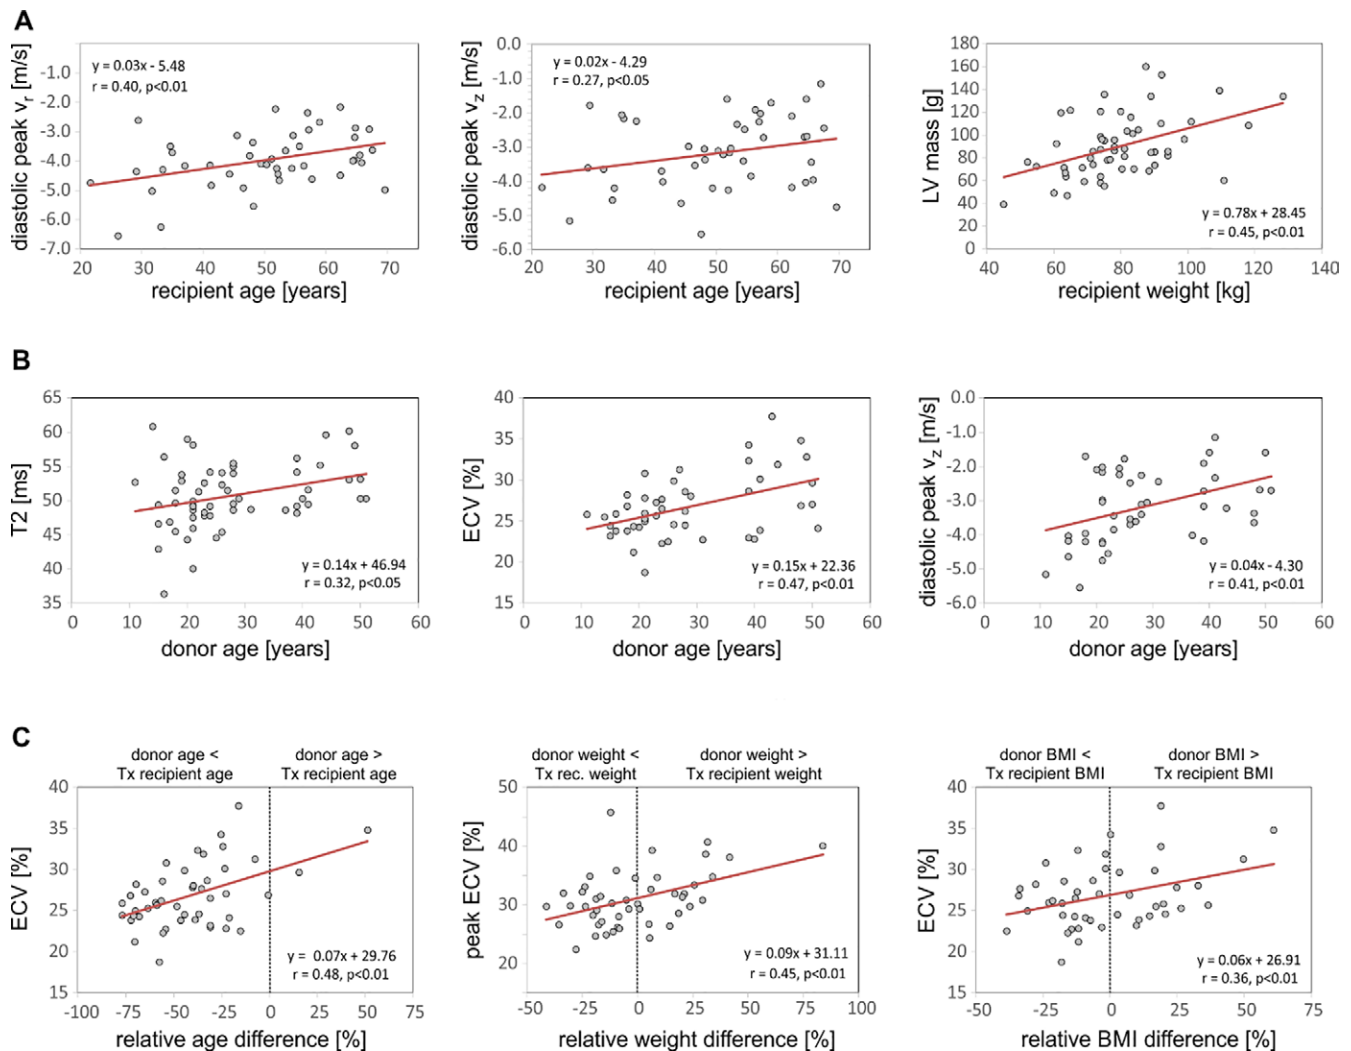 A
diastolic peak vr [m/s]
-1.0
-2.0
-3.0
-4.0
-5.0
-6.0
-7.0
y = 0.03x - 5.48
r = 0.40, p<0.01
20 30 40 50 60 70
recipient age [years]
diastolic peak vz [m/s]
0.0
-1.0
-2.0
-3.0
-4.0
-5.0
-6.0
y = 0.02x - 4.29
r = 0.27, p<0.05
20 30 40 50 60 70
recipient age [years]
LV mass [g]
180
160
140
120
100
80
60
40
20
0
y = 0.78x + 28.45
r = 0.45, p<0.01
40 60 80 100 120 140
recipient weight [kg]
B
T2 [ms]
65
60
55
50
45
40
35
y = 0.14x + 46.94
r = 0.32, p<0.05
0 10 20 30 40 50 60
donor age [years]
ECV [%]
40
35
30
25
20
15
y = 0.15x + 22.36
r = 0.47, p<0.01
0 10 20 30 40 50 60
donor age [years]
diastolic peak vz [m/s]
0.0
-1.0
-2.0
-3.0
-4.0
-5.0
-6.0
y = 0.04x - 4.30
r = 0.41, p<0.01
0 10 20 30 40 50 60
donor age [years]
C
donor age <
Tx recipient age
donor age >
Tx recipient age
ECV [%]
40
35
30
25
20
15
y = 0.07x + 29.76
r = 0.48, p<0.01
-100 -75 -50 -25 0 25 50 75
relative age difference [%]
donor weight <
Tx rec. weight
donor weight >
Tx recipient weight
peak ECV [%]
50
40
30
20
y = 0.09x + 31.11
r = 0.45, p<0.01
-50 -25 0 25 50 75 100
relative weight difference [%]
donor BMI <
Tx recipient BMI
donor BMI >
Tx recipient BMI
ECV [%]
40
35
30
25
20
15
y = 0.06x + 26.91
r = 0.36, p<0.01
-50 -25 0 25 50 75
relative BMI difference [%]